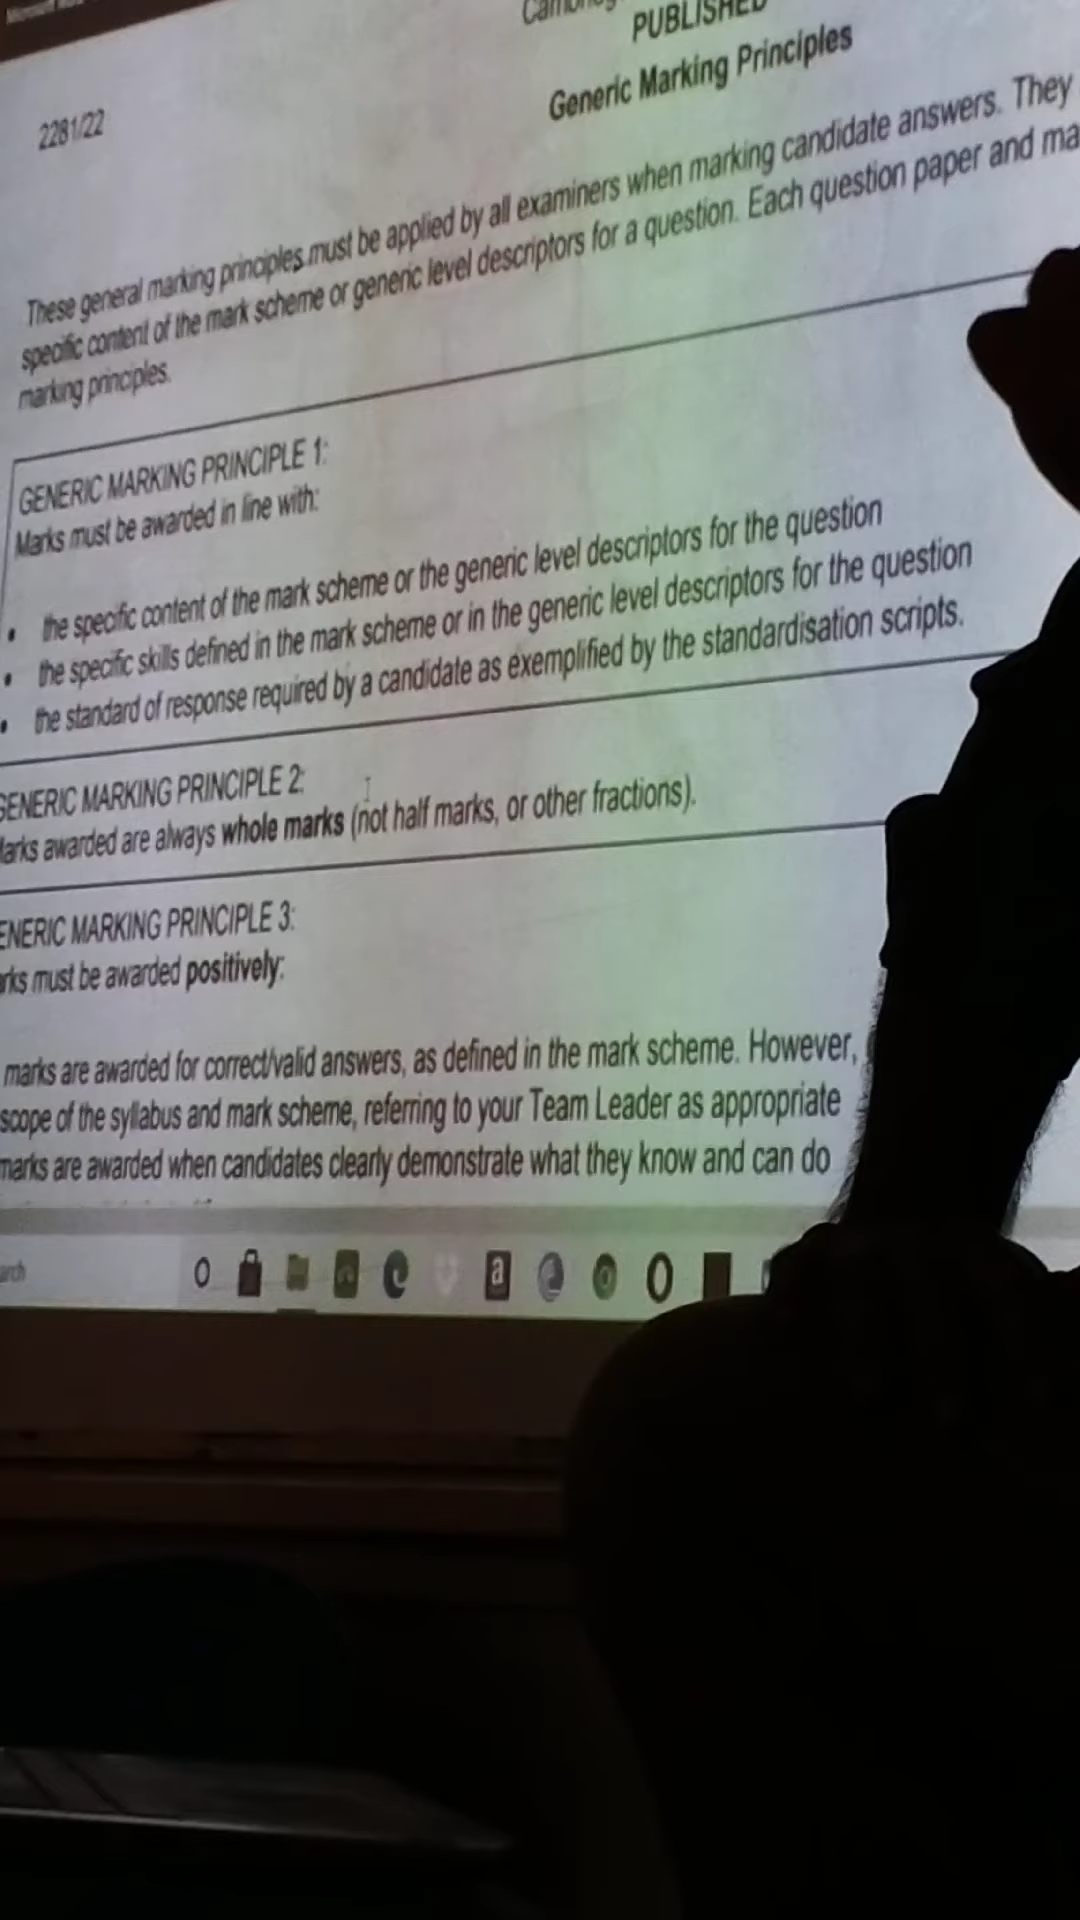 PUBLISHED
2281/22
Generic Marking Principles
These general marking principles must be applied by all examiners when marking candidate answers. They
specific content of the mark scheme or generic level descriptors for a question. Each question paper and
marking principles.
GENERIC MARKING PRINCIPLE 1:
Marks must be awarded in line with:
• the specific content of the mark scheme or the generic level descriptors for the question
• the specific skills defined in the mark scheme or in the generic level descriptors for the question
• the standard of response required by a candidate as exemplified by the standardisation scripts.
GENERIC MARKING PRINCIPLE 2:
Marks awarded are always whole marks (not half marks, or other fractions).
ENERIC MARKING PRINCIPLE 3:
rks must be awarded positively:
marks are awarded for correct/valid answers, as defined in the mark scheme. However,
scope of the syllabus and mark scheme, referring to your Team Leader as appropriate
marks are awarded when candidates clearly demonstrate what they know and can do
a